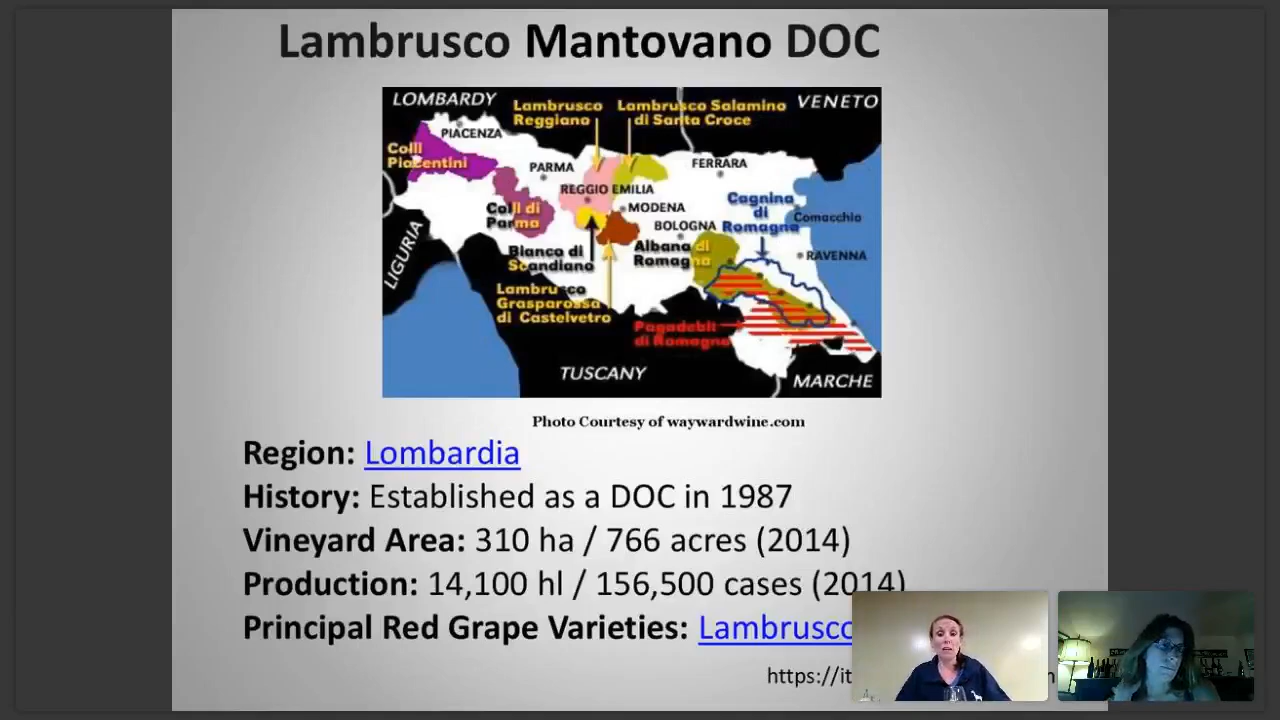 Lambrusco Mantovano DOC
LOMBARDY
Lambrusco
Reggiano
Lambrusco Salamino
di Santa Croce
VENETO
PIACENZA
Colli
Piacentini
PARMA
FERRARA
REGGIO EMILIA
MODENA
Cagnina
di
Romagna
Comacchio
Colli di
Parma
BOLOGNA
LIGURIA
Bianco di
Scandiano
Albana di
Romagna
RAVENNA
Lambrusco
Grasparossa
di Castelvetro
Pagadebit
di Romagna
TUSCANY
MARCHE
Photo Courtesy of waywardwine.com
Region: Lombardia
History: Established as a DOC in 1987
Vineyard Area: 310 ha / 766 acres (2014)
Production: 14,100 hl / 156,500 cases (2014)
Principal Red Grape Varieties: Lambrusco
https://it